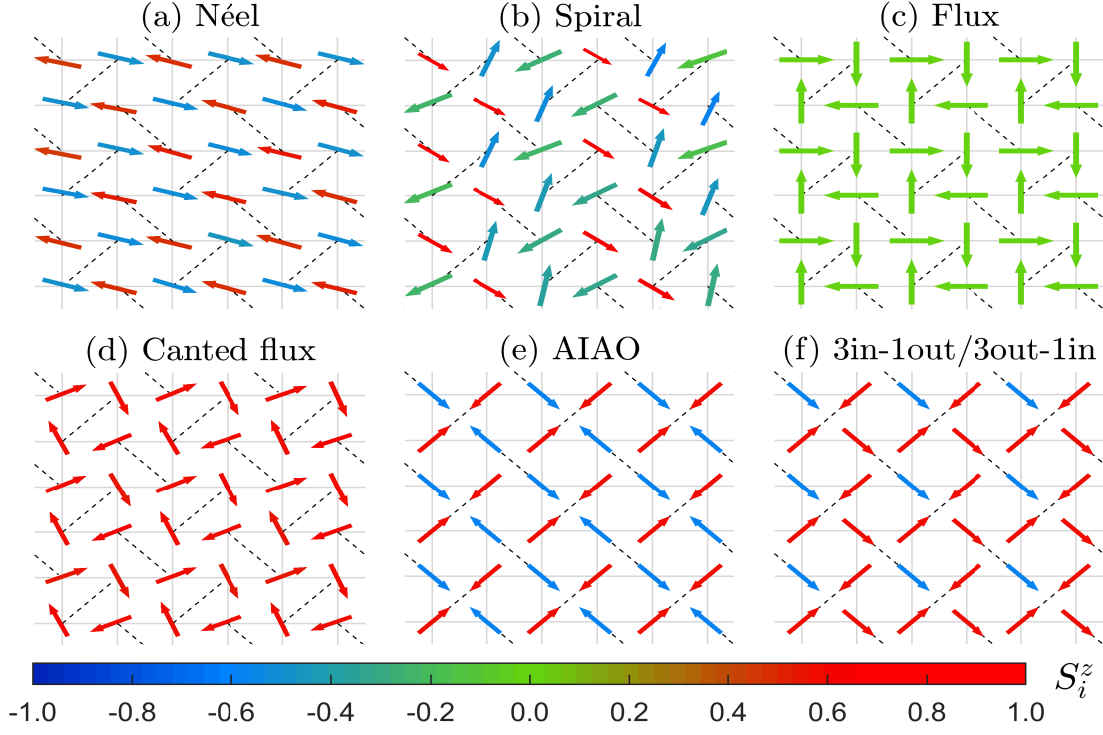 (a) Néel (b) Spiral (c) Flux
(d) Canted flux (e) AIAO (f) 3in-1out/3out-1in
S_i^z
-1.0 -0.8 -0.6 -0.4 -0.2 0.0 0.2 0.4 0.6 0.8 1.0